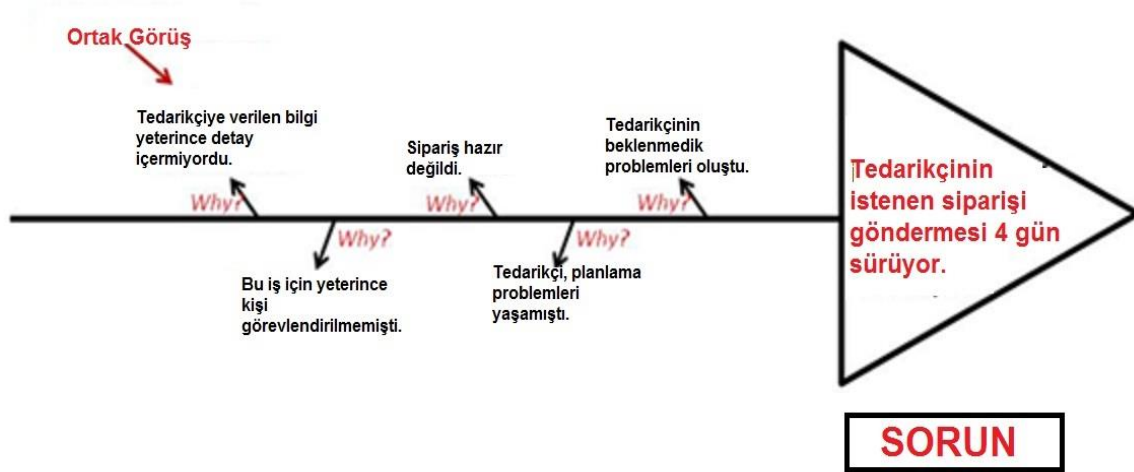 Ortak Görüş
Tedarikçiye verilen bilgi
yeterince detay
içermiyordu.
Why?
Sipariş hazır
değildi.
Why?
Tedarikçinin
beklenmedik
problemleri oluştu.
Why?
Why?
Bu iş için yeterince
kişi
görevlendirilmemişti.
Why?
Tedarikçi, planlama
problemleri
yaşamıştı.
Tedarikçinin
istenen siparişi
göndermesi 4 gün
sürüyor.
SORUN